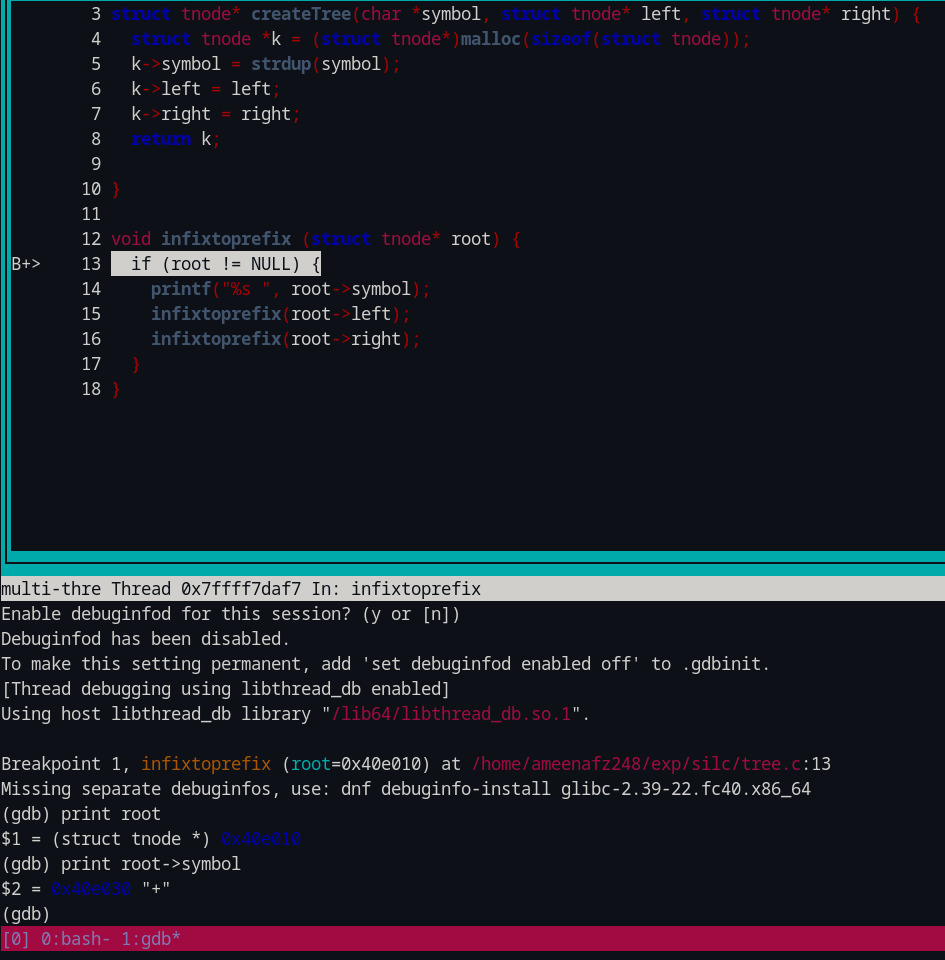 3 struct tnode* createTree(char *symbol, struct tnode* left, struct tnode* right) {
4   struct tnode *k = (struct tnode*)malloc(sizeof(struct tnode));
5   k->symbol = strdup(symbol);
6   k->left = left;
7   k->right = right;
8   return k;
9
10 }
11
12 void infixtoprefix (struct tnode* root) {
B+> 13   if (root != NULL) {
14     printf("%s ", root->symbol);
15     infixtoprefix(root->left);
16     infixtoprefix(root->right);
17   }
18 }
multi-thre Thread 0x7ffff7daf7 In: infixtoprefix
Enable debuginfod for this session? (y or [n])
Debuginfod has been disabled.
To make this setting permanent, add 'set debuginfod enabled off' to .gdbinit.
[Thread debugging using libthread_db enabled]
Using host libthread_db library "/lib64/libthread_db.so.1".
Breakpoint 1, infixtoprefix (root=0x40e010) at /home/ameenafz248/exp/silc/tree.c:13
Missing separate debuginfos, use: dnf debuginfo-install glibc-2.39-22.fc40.x86_64
(gdb) print root
$1 = (struct tnode *) 0x40e010
(gdb) print root->symbol
$2 = 0x40e030 "+"
(gdb)
[0] 0:bash- 1:gdb*